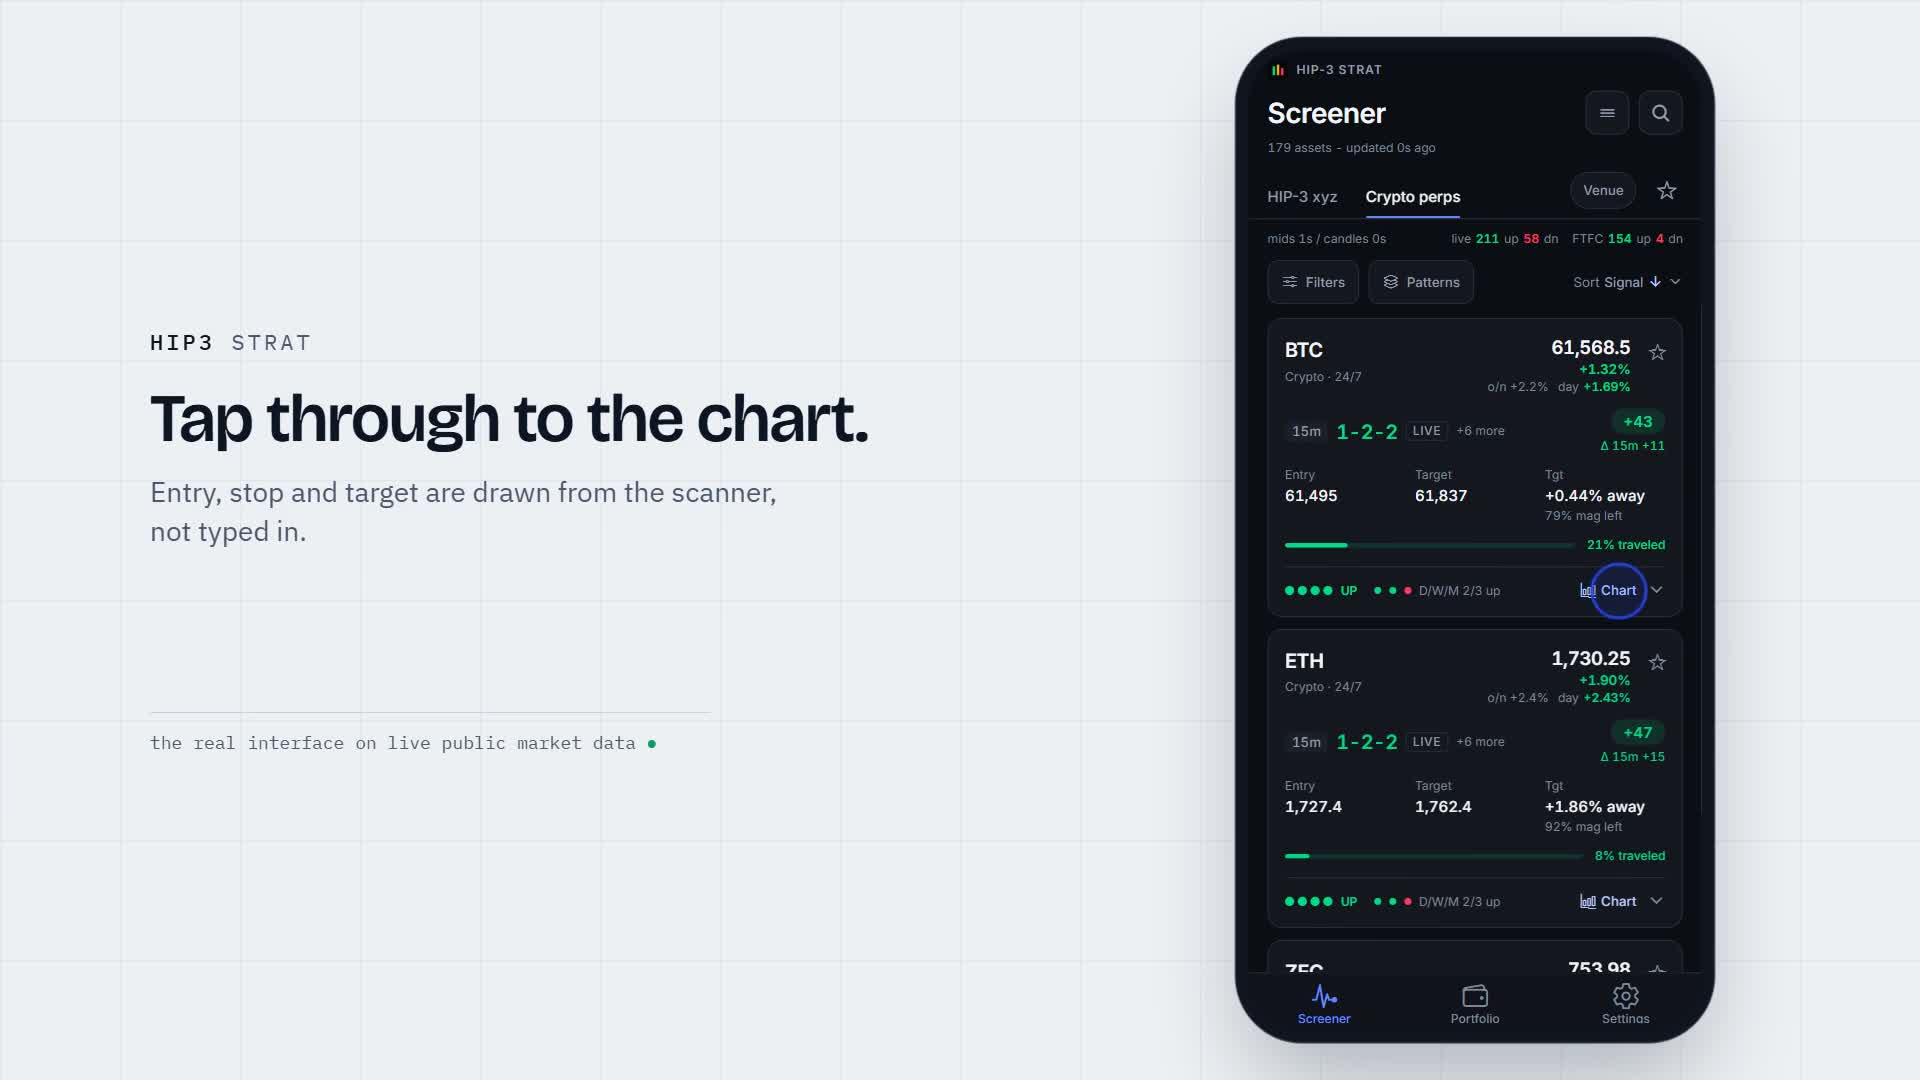 HIP3 STRAT
Tap through to the chart.
Entry, stop and target are drawn from the scanner,
not typed in.
the real interface on live public market data
HIP-3 STRAT
Screener
179 assets - updated 0s ago
HIP-3 xyz Crypto perps Venue
mids 1s / candles 0s live 211 up 58 dn FTFC 154 up 4 dn
Filters Patterns Sort Signal
BTC 61,568.5
+1.32%
Crypto · 24/7 o/n +2.2% day +1.69%
15m 1-2-2 LIVE +6 more +43
Δ 15m +11
Entry Target Tgt
61,495 61,837 +0.44% away
79% mag left
21% traveled
UP D/W/M 2/3 up Chart
ETH 1,730.25
+1.90%
Crypto · 24/7 o/n +2.4% day +2.43%
15m 1-2-2 LIVE +6 more +47
Δ 15m +15
Entry Target Tgt
1,727.4 1,762.4 +1.86% away
92% mag left
8% traveled
UP D/W/M 2/3 up Chart
ZEC 753.98
Screener Portfolio Settings